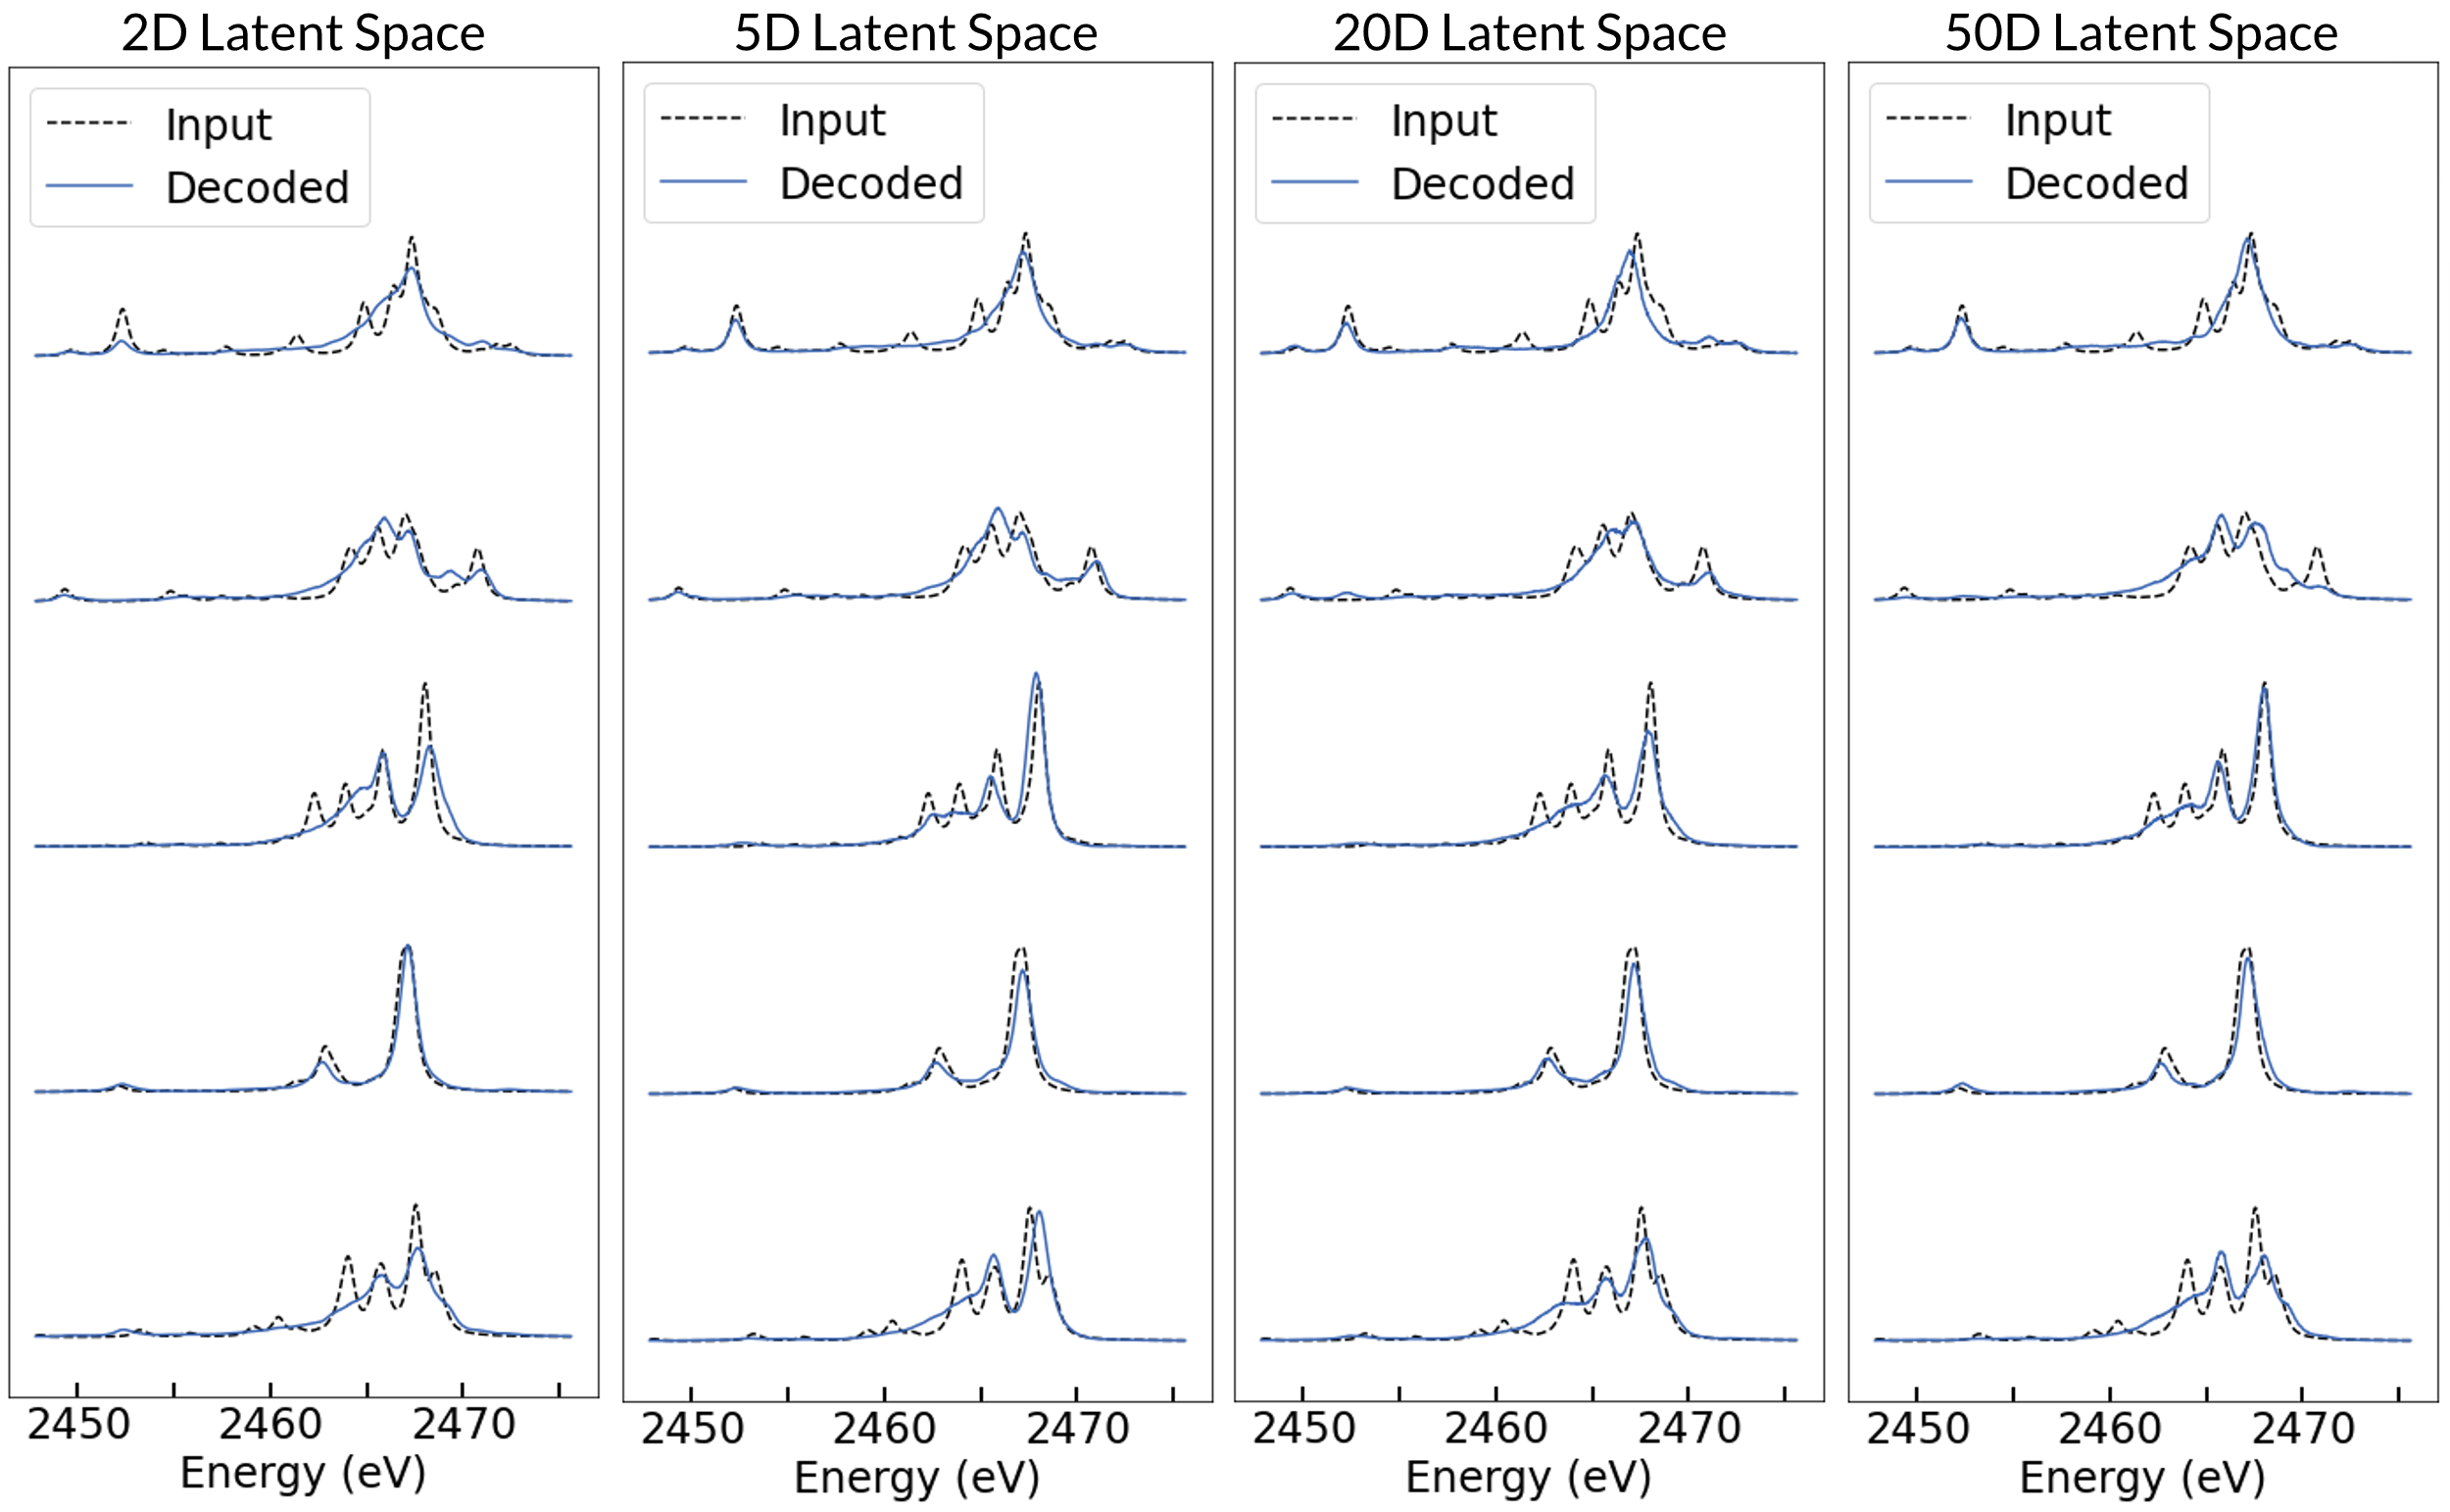 2D Latent Space
Input
Decoded
2450 2460 2470
Energy (eV)
5D Latent Space
Input
Decoded
2450 2460 2470
Energy (eV)
20D Latent Space
Input
Decoded
2450 2460 2470
Energy (eV)
50D Latent Space
Input
Decoded
2450 2460 2470
Energy (eV)